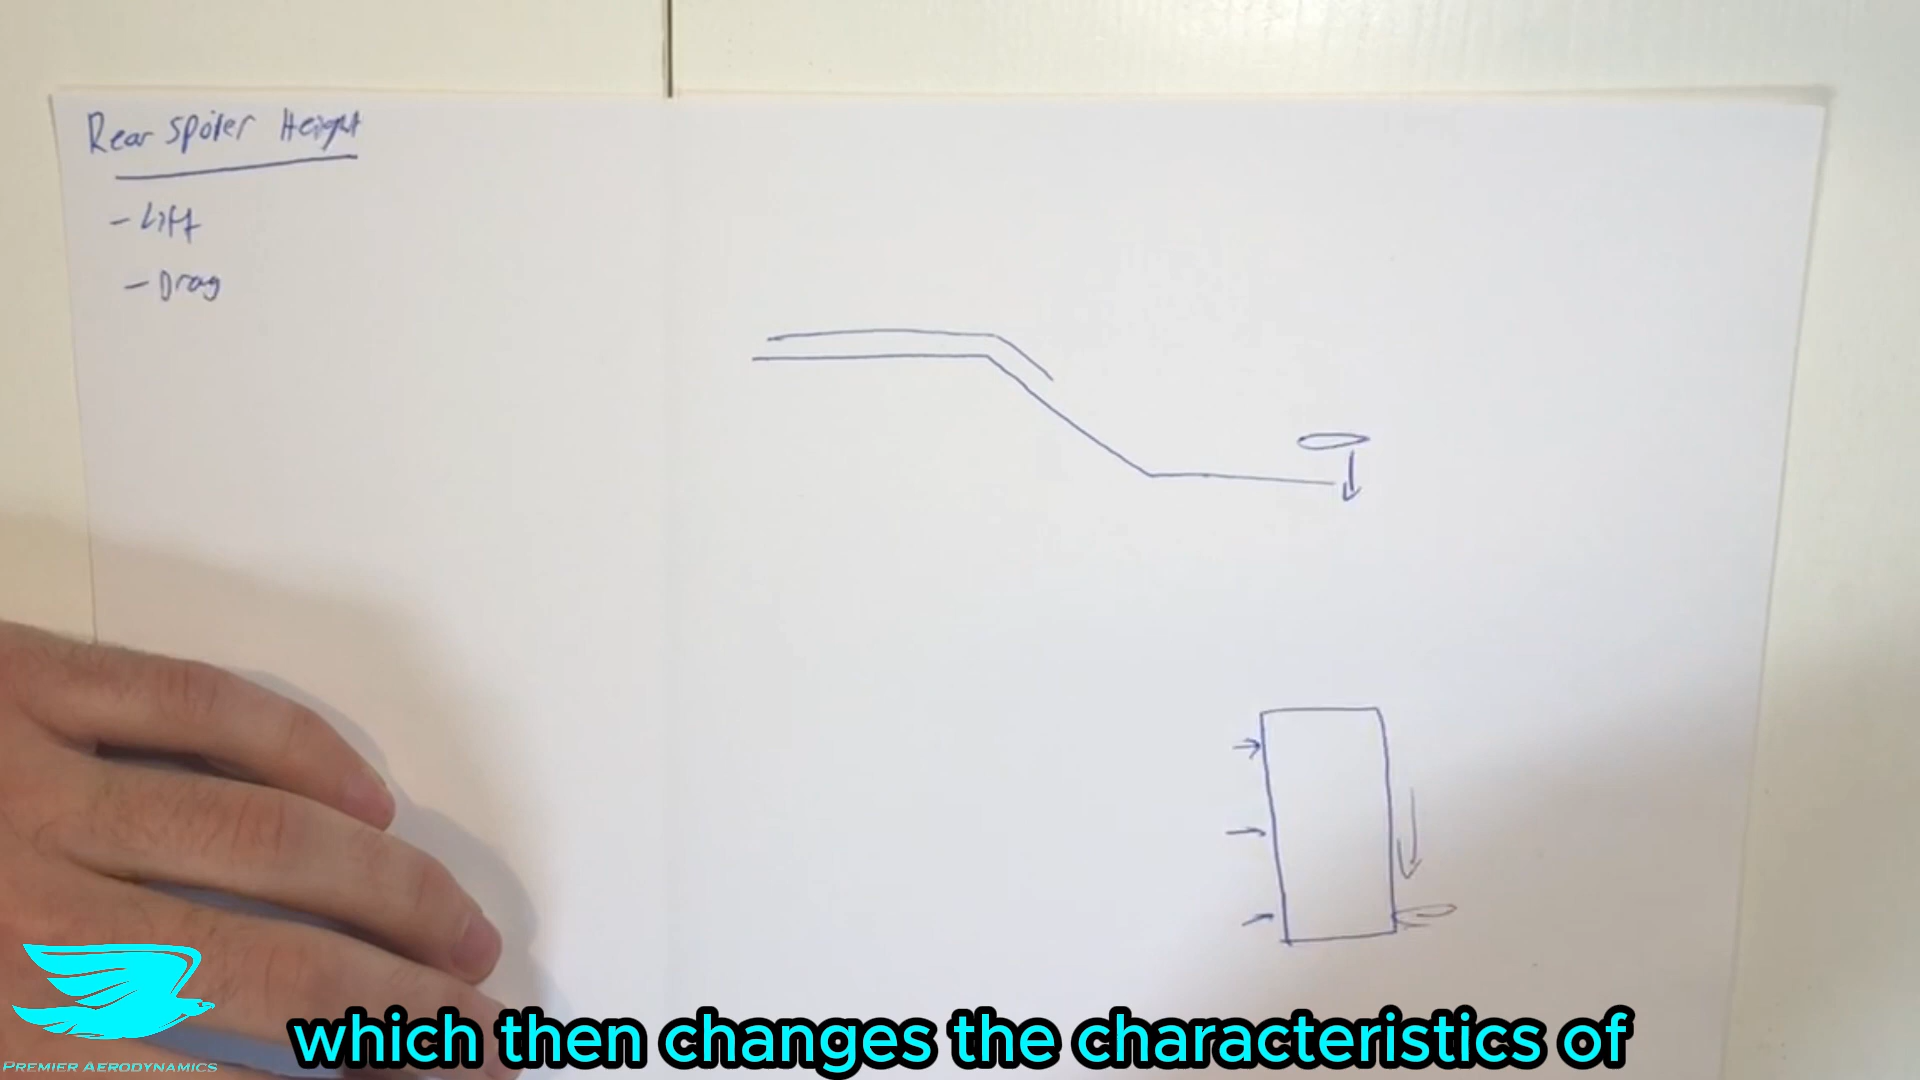 Rear Spoiler Height
- Lift
- Drag
which then changes the characteristics of
PREMIER AERODYNAMICS